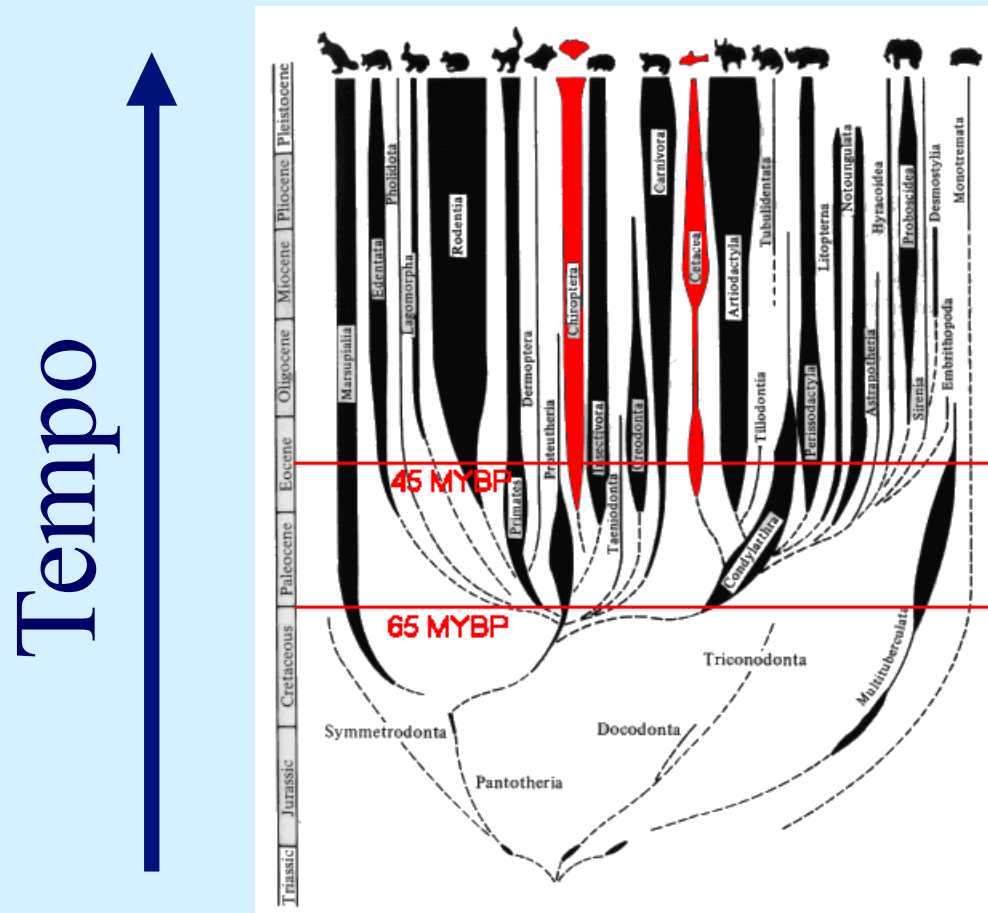 Tempo
Pleistocene
Pliocene
Miocene
Oligocene
Eocene
Paleocene
Cretaceous
Jurassic
Triassic
Marsupialia
Edentata
Pholidota
Lagomorpha
Rodentia
Primates
Dermoptera
Proteutheria
Chiroptera
Insectivora
Taeniodonta
Creodonta
Carnivora
Cetacea
Artiodactyla
Tillodontia
Tubulidentata
Condylarthra
Perissodactyla
Litopterna
Notoungulata
Astrapotheria
Hyracoidea
Proboscidea
Sirenia
Desmostylia
Embrithopoda
Monotremata
45 MYBP
65 MYBP
Multituberculata
Triconodonta
Symmetrodonta
Docodonta
Pantotheria